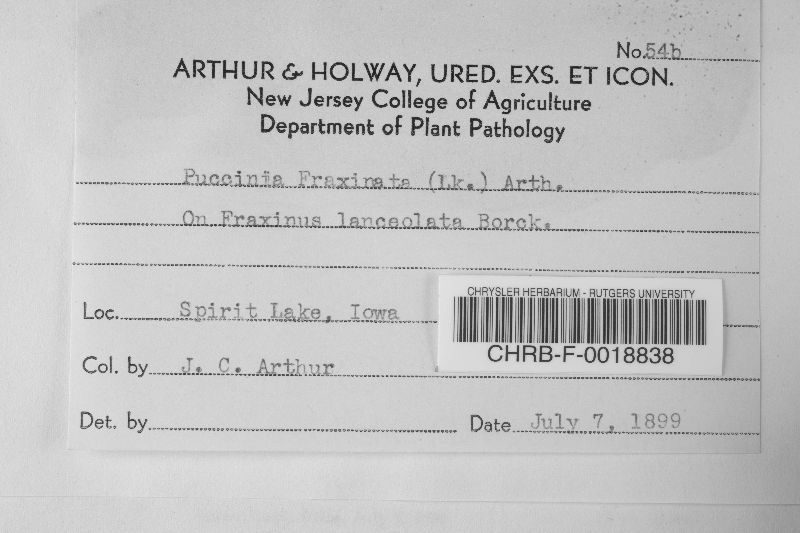 No. 54b
ARTHUR & HOLWAY, URED. EXS. ET ICON.
New Jersey College of Agriculture
Department of Plant Pathology
Puccinia Fraxinata (Lk.) Arth.
On Fraxinus lanceolata Borck.
Loc. Spirit Lake, Iowa
CHRYSLER HERBARIUM - RUTGERS UNIVERSITY
CHRB-F-0018838
Col. by J. C. Arthur
Det. by
Date July 7, 1899